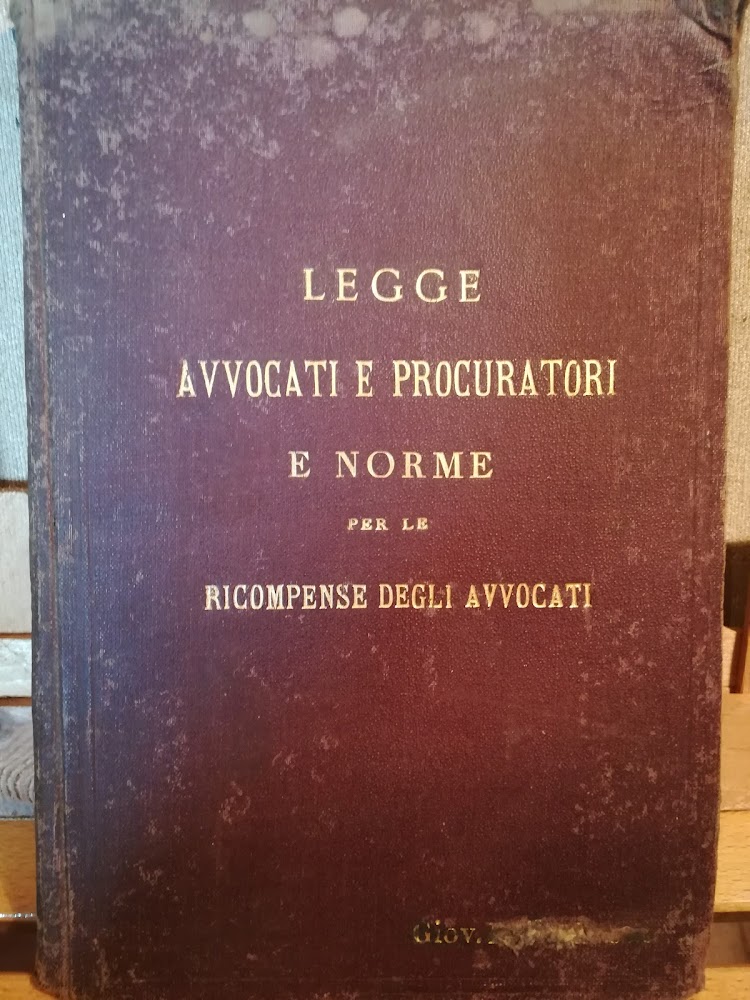 LEGGE
AVVOCATI E PROCURATORI
E NORME
PER LE
RICOMPENSE DEGLI AVVOCATI
Giov.